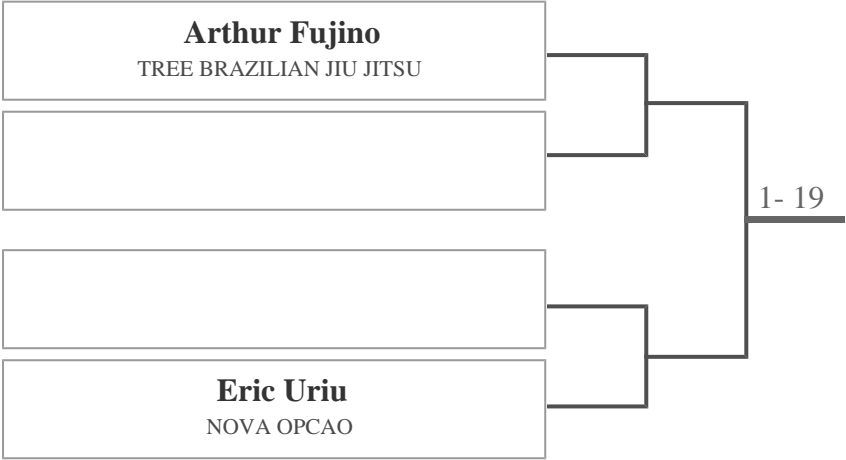 Arthur Fujino
TREE BRAZILIAN JIU JITSU
1- 19
Eric Uriu
NOVA OPCAO